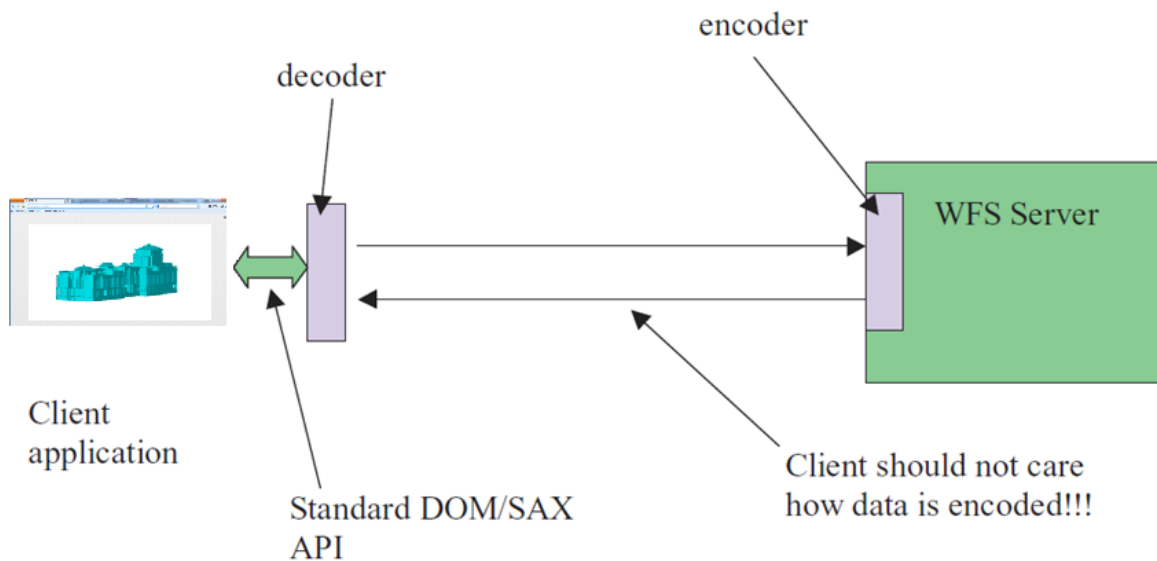 encoder
decoder
WFS Server
Client
application
Client should not care
how data is encoded!!!
Standard DOM/SAX
API